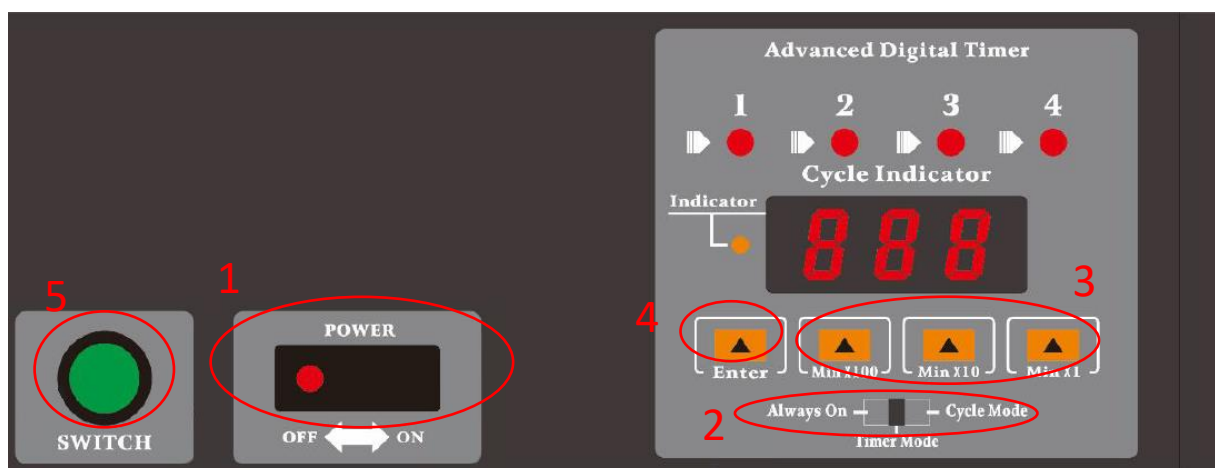 Advanced Digital Timer
1 2 3 4
Cycle Indicator
Indicator
888
1
5
3
4
POWER
Enter Min X100 Min X10 Min X1
Always On Cycle Mode
2
Timer Mode
SWITCH
OFF ON